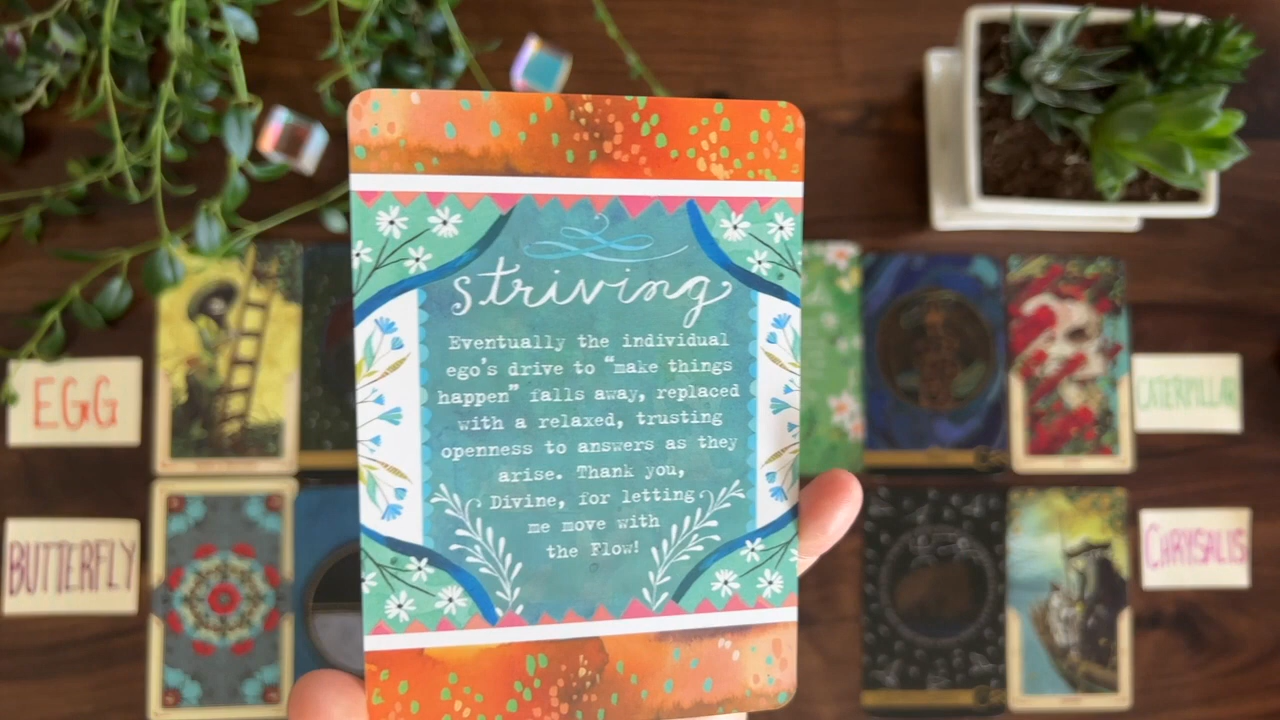 striving
Eventually the individual
ego's drive to “make things
happen” falls away, replaced
with a relaxed, trusting
openness to answers as they
arise. Thank you,
Divine, for letting
me move with
the Flow!
EGG
CATERPILLAR
BUTTERFLY
CHRYSALIS